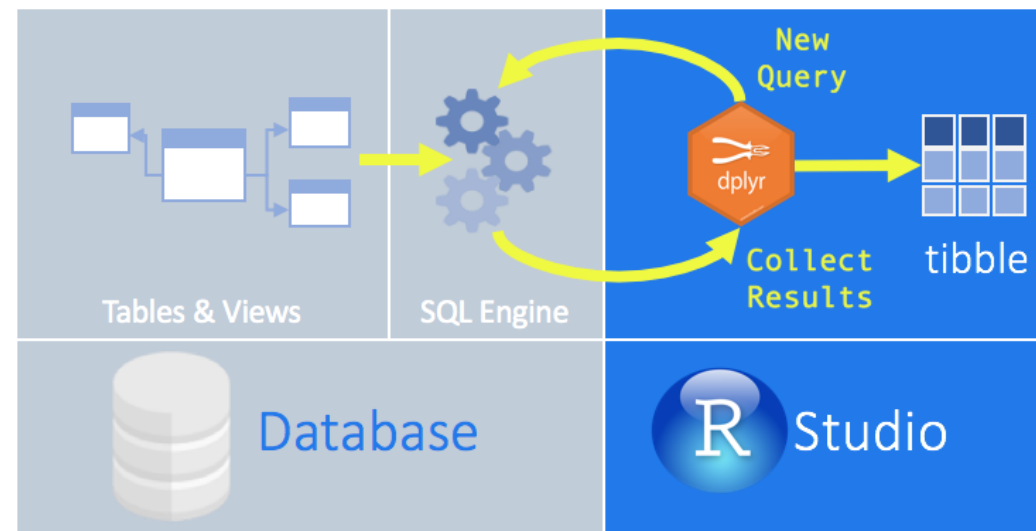 New
Query
dplyr
Collect
Results
tibble
Tables & Views
SQL Engine
Database
R Studio